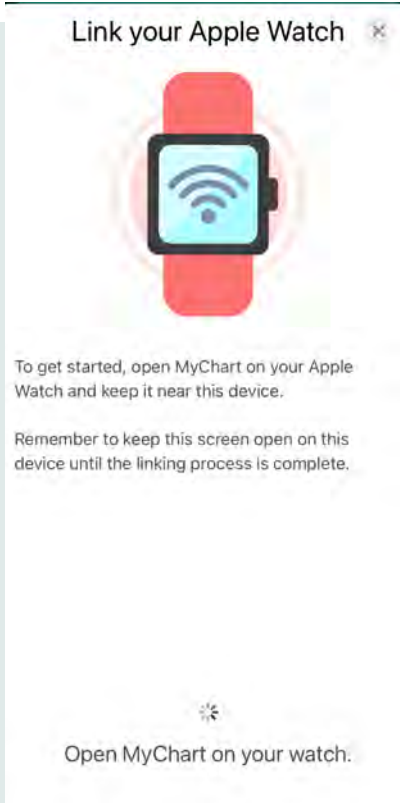 Link your Apple Watch
To get started, open MyChart on your Apple
Watch and keep it near this device.
Remember to keep this screen open on this
device until the linking process is complete.
Open MyChart on your watch.